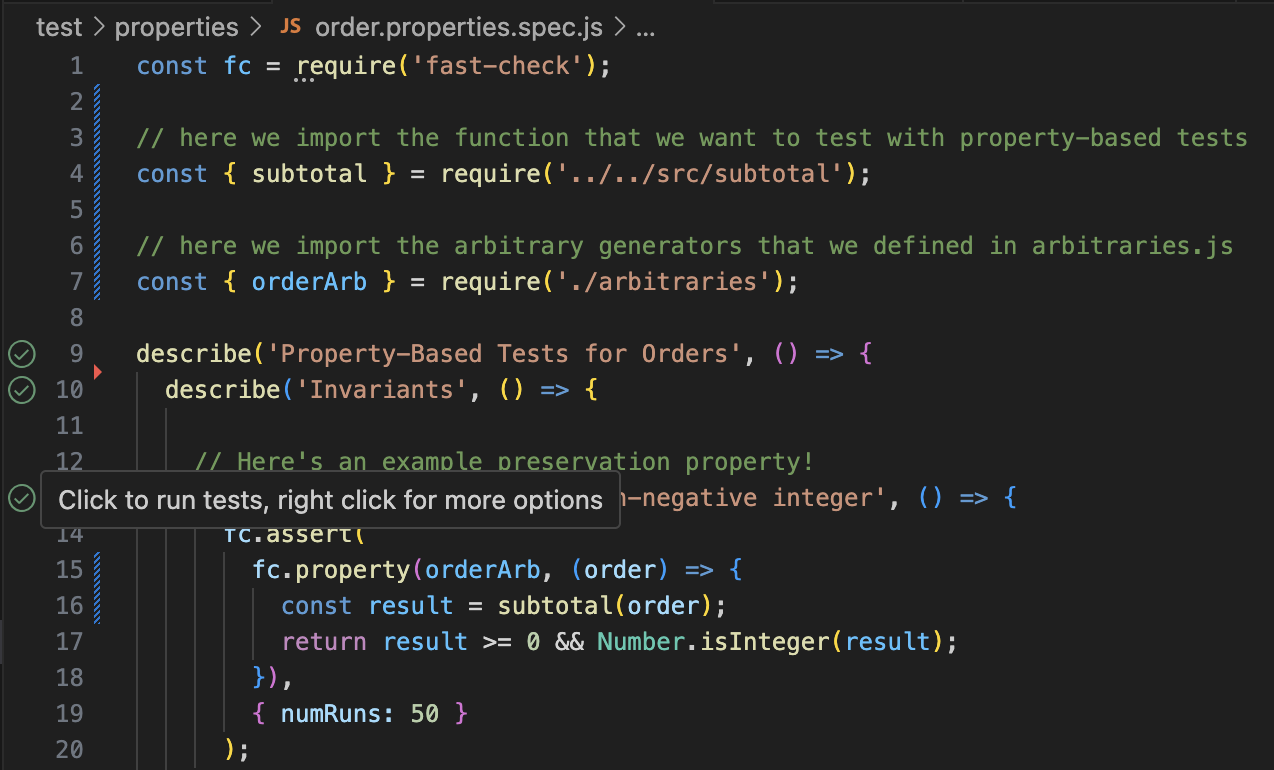 test > properties > JS order.properties.spec.js > ...
1 const fc = require('fast-check');
2
3 // here we import the function that we want to test with property-based tests
4 const { subtotal } = require('../../src/subtotal');
5
6 // here we import the arbitrary generators that we defined in arbitraries.js
7 const { orderArb } = require('./arbitraries');
8
9 describe('Property-Based Tests for Orders', () => {
10 describe('Invariants', () => {
11
12 // Here's an example preservation property!
Click to run tests, right click for more options
n-negative integer', () => {
14 fc.assert(
15 fc.property(orderArb, (order) => {
16 const result = subtotal(order);
17 return result >= 0 && Number.isInteger(result);
18 }),
19 { numRuns: 50 }
20 );